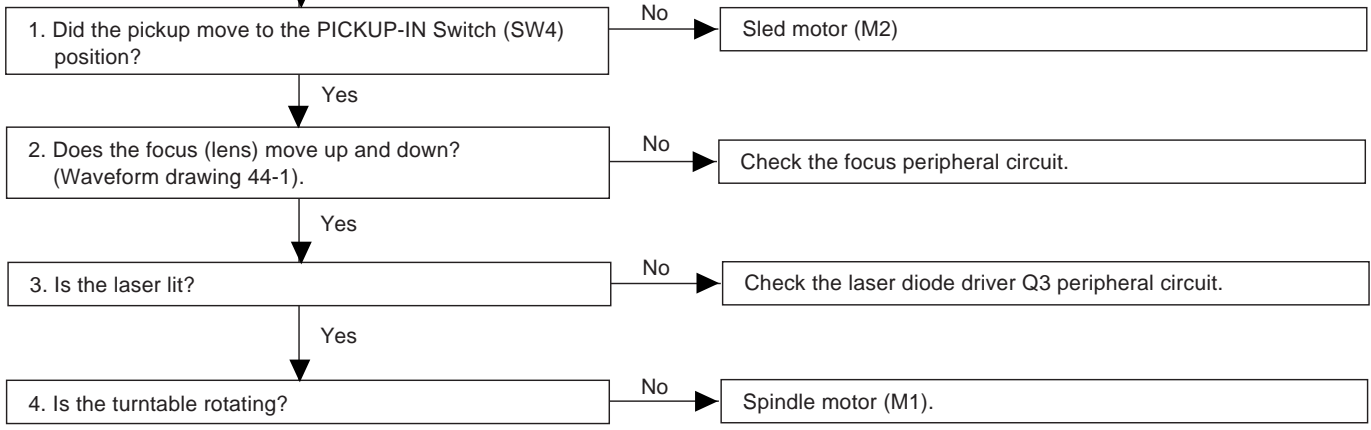 1. Did the pickup move to the PICKUP-IN Switch (SW4)
position?
No
Sled motor (M2)
Yes
2. Does the focus (lens) move up and down?
(Waveform drawing 44-1).
No
Check the focus peripheral circuit.
Yes
3. Is the laser lit?
No
Check the laser diode driver Q3 peripheral circuit.
Yes
4. Is the turntable rotating?
No
Spindle motor (M1).